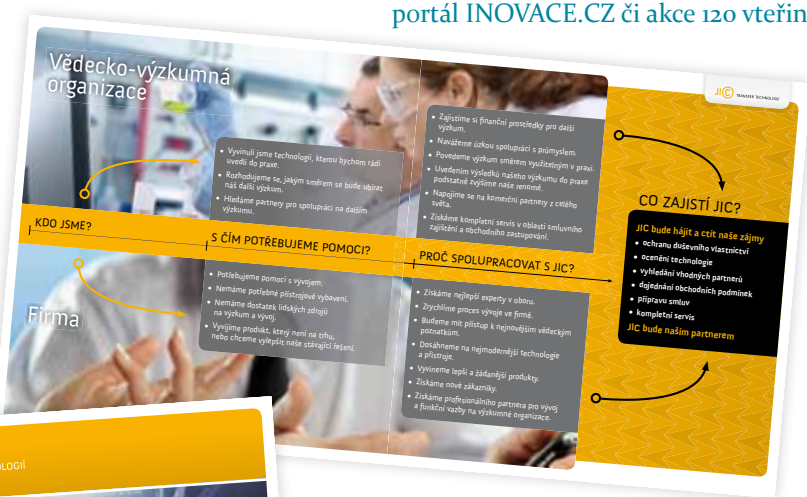 portál INOVACE.CZ či akce 120 vteřin
JIC TRANSFER TECHNOLOGIÍ
Vědecko-výzkumná
organizace
• Vyvinuli jsme technologii, kterou bychom rádi
uvedli do praxe.
• Rozhodujeme se, jakým směrem se bude ubírat
náš další výzkum.
• Hledáme partnery pro spolupráci na dalším
výzkumu.
• Zajistíme si finanční prostředky pro další
výzkum.
• Navážeme úzkou spolupráci s průmyslem.
• Povedeme výzkum směrem využitelným v praxi.
• Uvedením výsledků našeho výzkumu do praxe
podstatně zvýšíme naše renomé.
• Napojíme se na komerční partnery z celého
světa.
• Získáme kompletní servis v oblasti smluvního
zajištění a obchodního zastupování.
KDO JSME?
S ČÍM POTŘEBUJEME POMOCI?
PROČ SPOLUPRACOVAT S JIC?
CO ZAJISTÍ JIC?
JIC bude hájit a ctít naše zájmy
• ochranu duševního vlastnictví
• ocenění technologie
• vyhledání vhodných partnerů
• dojednání obchodních podmínek
• přípravu smluv
• kompletní servis
JIC bude naším partnerem
Firma
• Potřebujeme pomoci s vývojem.
• Nemáme potřebné přístrojové vybavení.
• Nemáme dostatek lidských zdrojů
na výzkum a vývoj.
• Vyvíjíme produkt, který není na trhu,
nebo chceme vylepšit naše stávající řešení.
• Získáme nejlepší experty v oboru.
• Zrychlíme proces vývoje ve firmě.
• Budeme mít přístup k nejnovějším vědeckým
poznatkům.
• Dosáhneme na nejmodernější technologie
a přístroje.
• Vyvineme lepší a žádanější produkty.
• Získáme nové zákazníky.
• Získáme profesionálního partnera pro vývoj
a funkční vazby na výzkumné organizace.